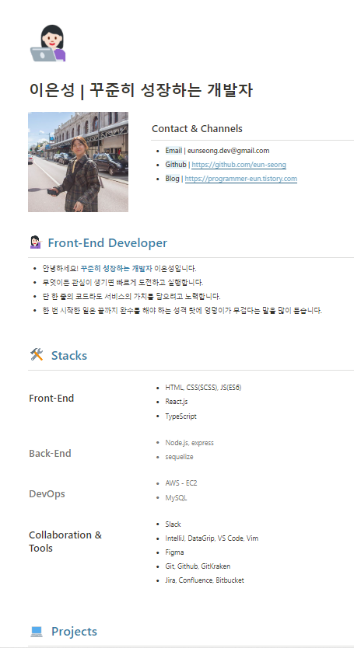 이은성 | 꾸준히 성장하는 개발자
Contact & Channels
Email | eunseong.dev@gmail.com
Github | https://github.com/eun-seong
Blog | https://programmer-eun.tistory.com
Front-End Developer
안녕하세요! 꾸준히 성장하는 개발자 이은성입니다.
무엇이든 관심이 생기면 빠르게 도전하고 실행합니다.
단 한 줄의 코드라도 서비스의 가치를 담으려고 노력합니다.
한 번 시작한 일은 끝까지 완수를 해야 하는 성격 탓에 엉덩이가 무겁다는 말을 많이 듣습니다.
Stacks
Front-End
HTML, CSS(SCSS), JS(ES6)
React.js
TypeScript
Back-End
Node.js, express
sequelize
DevOps
AWS - EC2
MySQL
Collaboration &
Tools
Slack
IntelliJ, DataGrip, VS Code, Vim
Figma
Git, Github, GitKraken
Jira, Confluence, Bitbucket
Projects